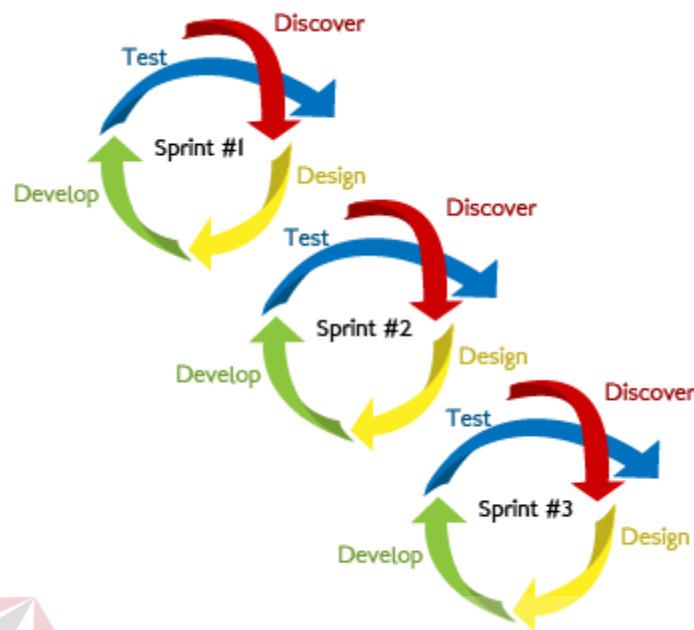 Discover
Test
Sprint #1
Design
Develop
Discover
Test
Sprint #2
Design
Develop
Discover
Test
Sprint #3
Design
Develop